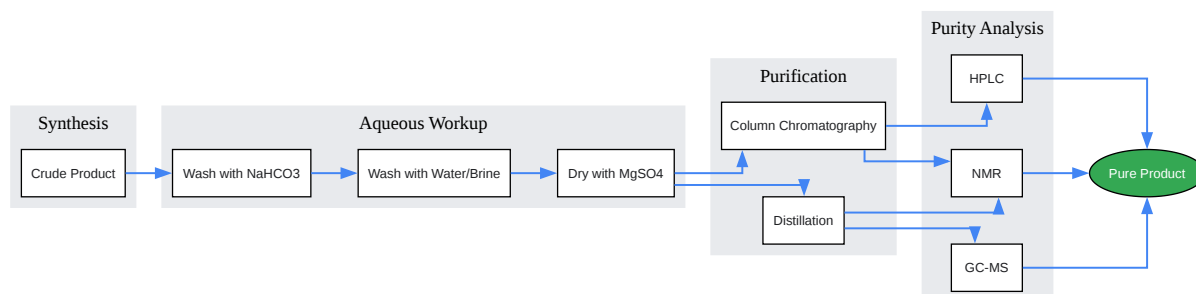 Synthesis
Crude Product
Aqueous Workup
Wash with NaHCO3
Wash with Water/Brine
Dry with MgSO4
Purification
Column Chromatography
Distillation
Purity Analysis
HPLC
NMR
GC-MS
Pure Product